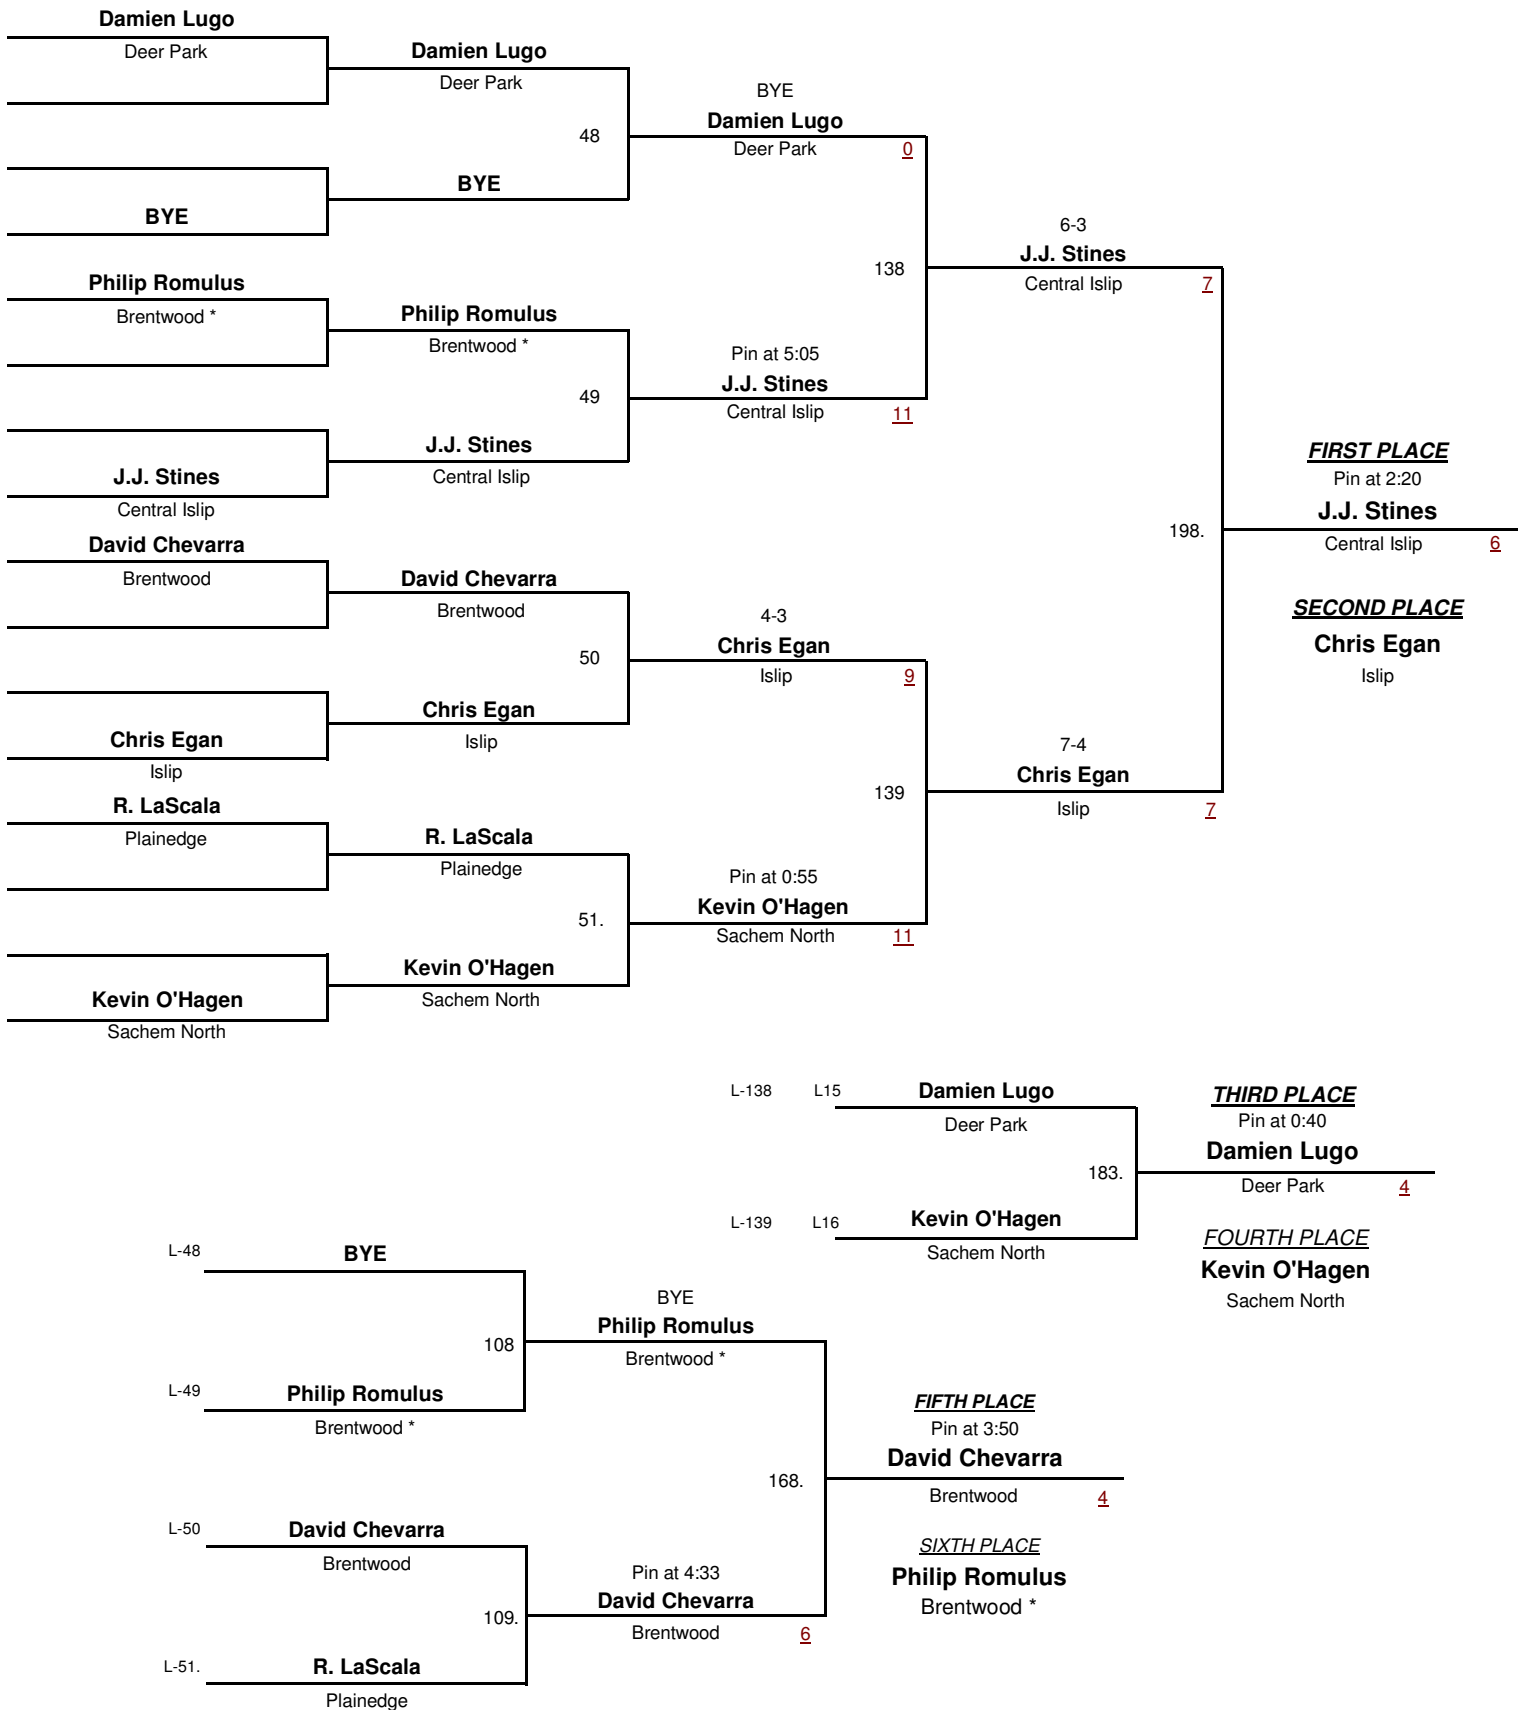 Damien Lugo
Deer Park
Damien Lugo
Deer Park
BYE
Damien Lugo
48
Deer Park
0
BYE
BYE
6-3
J.J. Stines
138
Central Islip
7
Philip Romulus
Brentwood *
Philip Romulus
Brentwood *
Pin at 5:05
J.J. Stines
49
Central Islip
11
J.J. Stines
Central Islip
J.J. Stines
Central Islip
FIRST PLACE
Pin at 2:20
J.J. Stines
198.
Central Islip
6
David Chevarra
Brentwood
David Chevarra
Brentwood
SECOND PLACE
Chris Egan
Islip
4-3
Chris Egan
50
Islip
9
Chris Egan
Islip
Chris Egan
Islip
7-4
Chris Egan
139
Islip
7
R. LaScala
Plainedge
R. LaScala
Plainedge
Pin at 0:55
Kevin O'Hagen
51.
Sachem North
11
Kevin O'Hagen
Sachem North
Kevin O'Hagen
Sachem North
L-138
L15
Damien Lugo
Deer Park
THIRD PLACE
Pin at 0:40
Damien Lugo
183.
Deer Park
4
L-139
L16
Kevin O'Hagen
Sachem North
FOURTH PLACE
Kevin O'Hagen
Sachem North
L-48
BYE
BYE
Philip Romulus
108
Brentwood *
L-49
Philip Romulus
Brentwood *
FIFTH PLACE
Pin at 3:50
David Chevarra
168.
Brentwood
4
L-50
David Chevarra
Brentwood
SIXTH PLACE
Philip Romulus
Brentwood *
Pin at 4:33
David Chevarra
109.
Brentwood
6
L-51.
R. LaScala
Plainedge